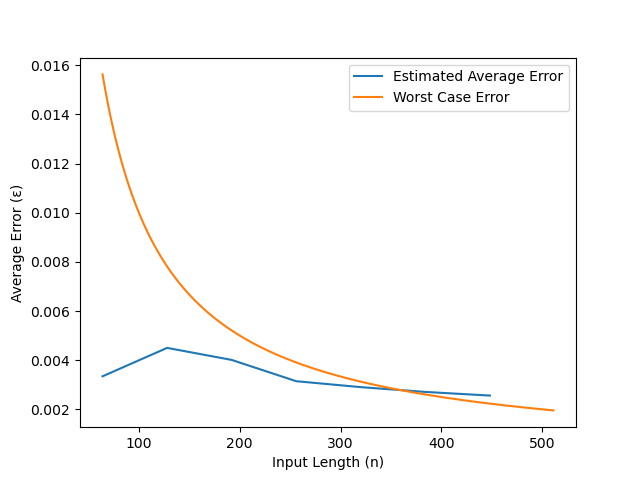 0.016
0.014
0.012
0.010
0.008
0.006
0.004
0.002
Average Error (ε)
Estimated Average Error
Worst Case Error
100 200 300 400 500
Input Length (n)